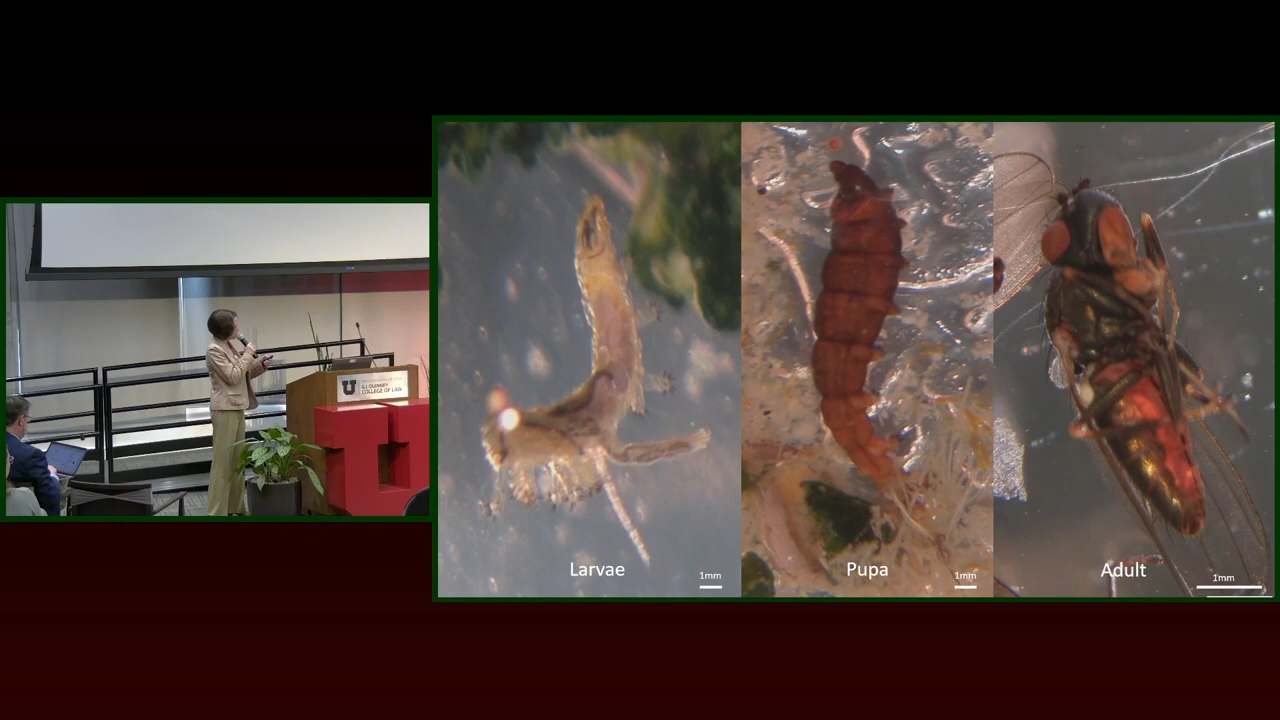 U
S.J. QUINNEY
COLLEGE OF LAW
Larvae
1mm
Pupa
1mm
Adult
1mm